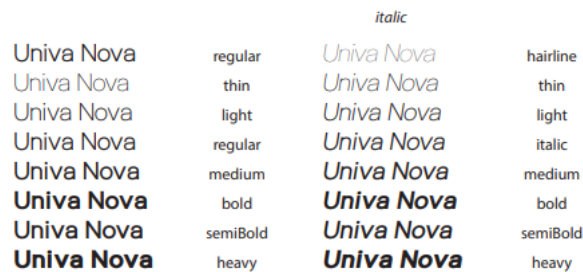 italic
Univa Nova regular Univa Nova hairline
Univa Nova thin Univa Nova thin
Univa Nova light Univa Nova light
Univa Nova regular Univa Nova italic
Univa Nova medium Univa Nova medium
Univa Nova bold Univa Nova bold
Univa Nova semiBold Univa Nova semiBold
Univa Nova heavy Univa Nova heavy